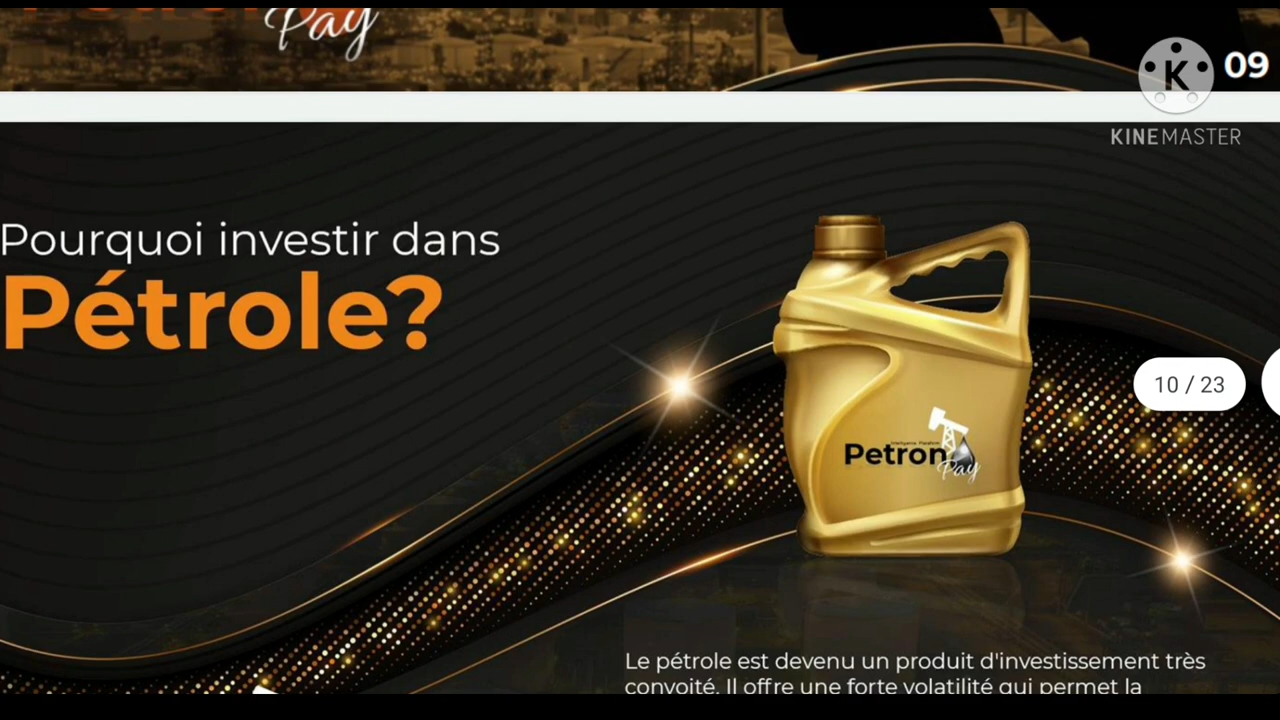 Pay
09
K
KINEMASTER
Pourquoi investir dans
Pétrole?
10 / 23
Petron
Pay
Le pétrole est devenu un produit d'investissement très
convoité. Il offre une forte volatilité qui permet la